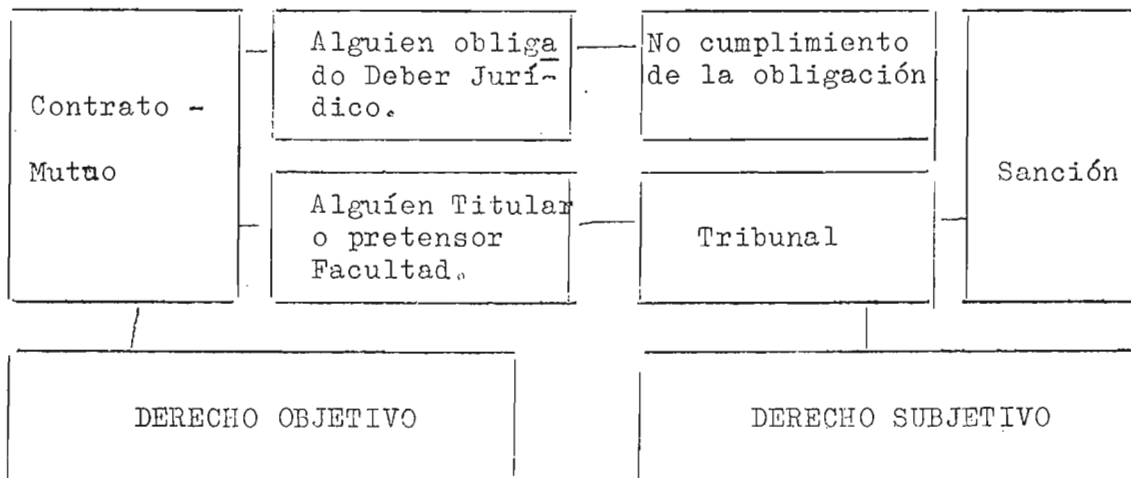 Contrato -
Mutuo
Alguien obliga
do Deber Jurí-
dico.
No cumplimiento
de la obligación
Alguíen Titular
o pretensor
Facultad.
Tribunal
Sanción
DERECHO OBJETIVO
DERECHO SUBJETIVO